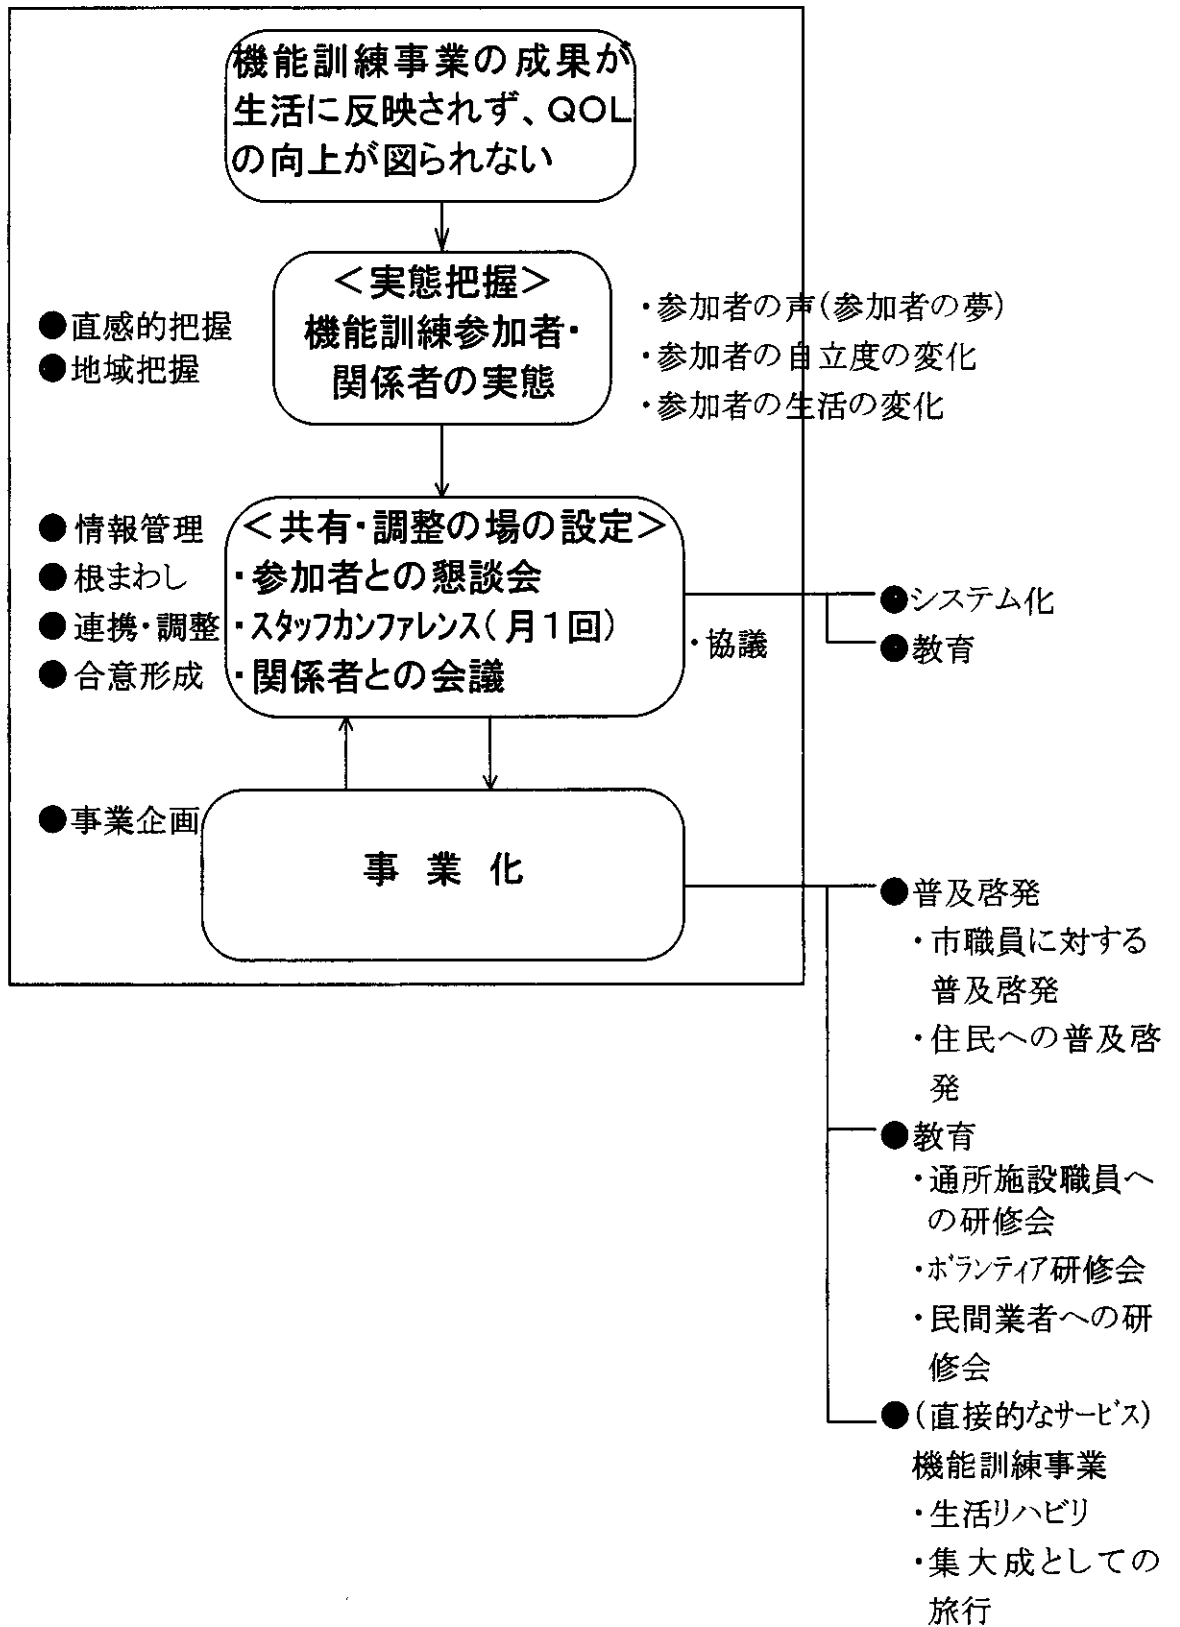 機能訓練事業の成果が
生活に反映されず、QOL
の向上が図られない
＜実態把握＞
機能訓練参加者・
関係者の実態
●直感的把握
●地域把握
・参加者の声(参加者の夢)
・参加者の自立度の変化
・参加者の生活の変化
●情報管理
●根まわし
●連携・調整
●合意形成
＜共有・調整の場の設定＞
・参加者との懇談会
・スタッフカンファレンス(月1回)
・関係者との会議
・協議
●システム化
●教育
●事業企画
事業化
●普及啓発
・市職員に対する
普及啓発
・住民への普及啓
発
●教育
・通所施設職員へ
の研修会
・ボランティア研修会
・民間業者への研
修会
●(直接的なサービス)
機能訓練事業
・生活リハビリ
・集大成としての
旅行